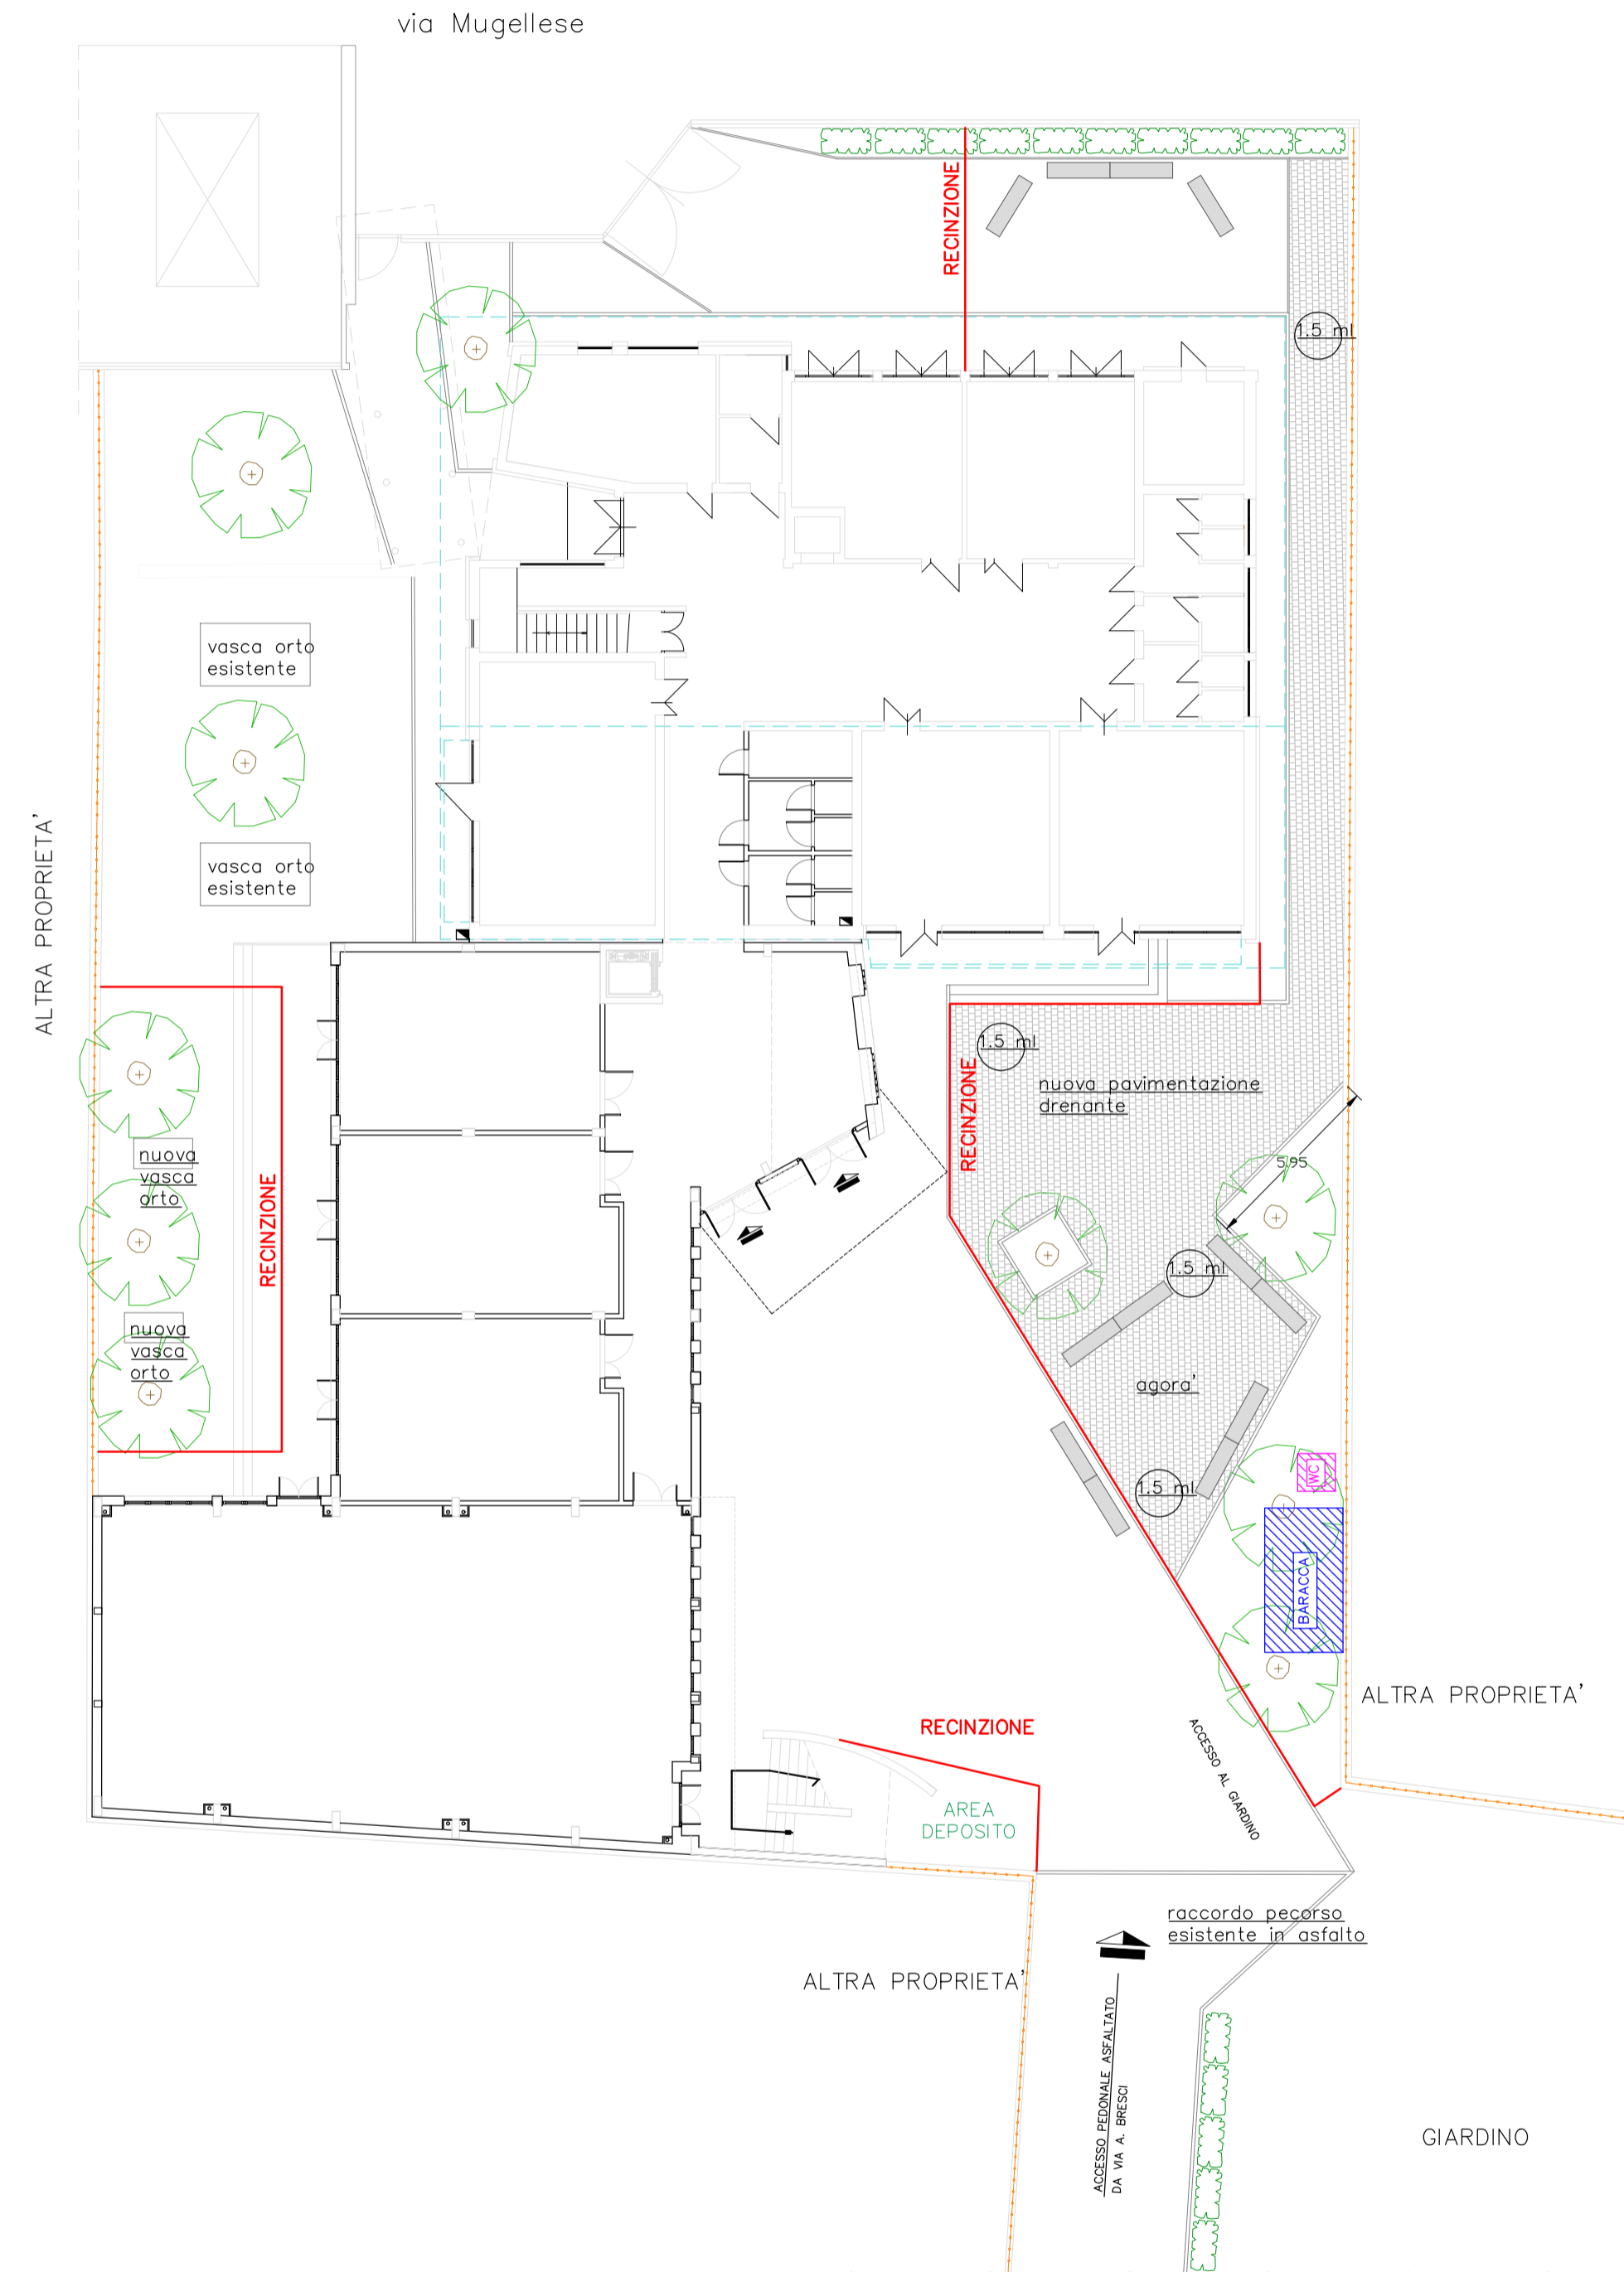 via Mugellese
RECINZIONE
1.5 ml
vasca orto
esistente
vasca orto
esistente
ALTRA PROPRIETA'
1.5 ml
nuova pavimentazione
drenante
RECINZIONE
5.95
nuova
vasca
orto
RECINZIONE
1.5 ml
nuova
vasca
orto
agora'
WC
1.5 ml
BARACCA
ALTRA PROPRIETA'
RECINZIONE
ACCESSO AL GIARDINO
AREA
DEPOSITO
raccordo pecorso
esistente in asfalto
ALTRA PROPRIETA'
ACCESSO PEDONALE ASFALTATO
DA VIA A. BRESCI
GIARDINO